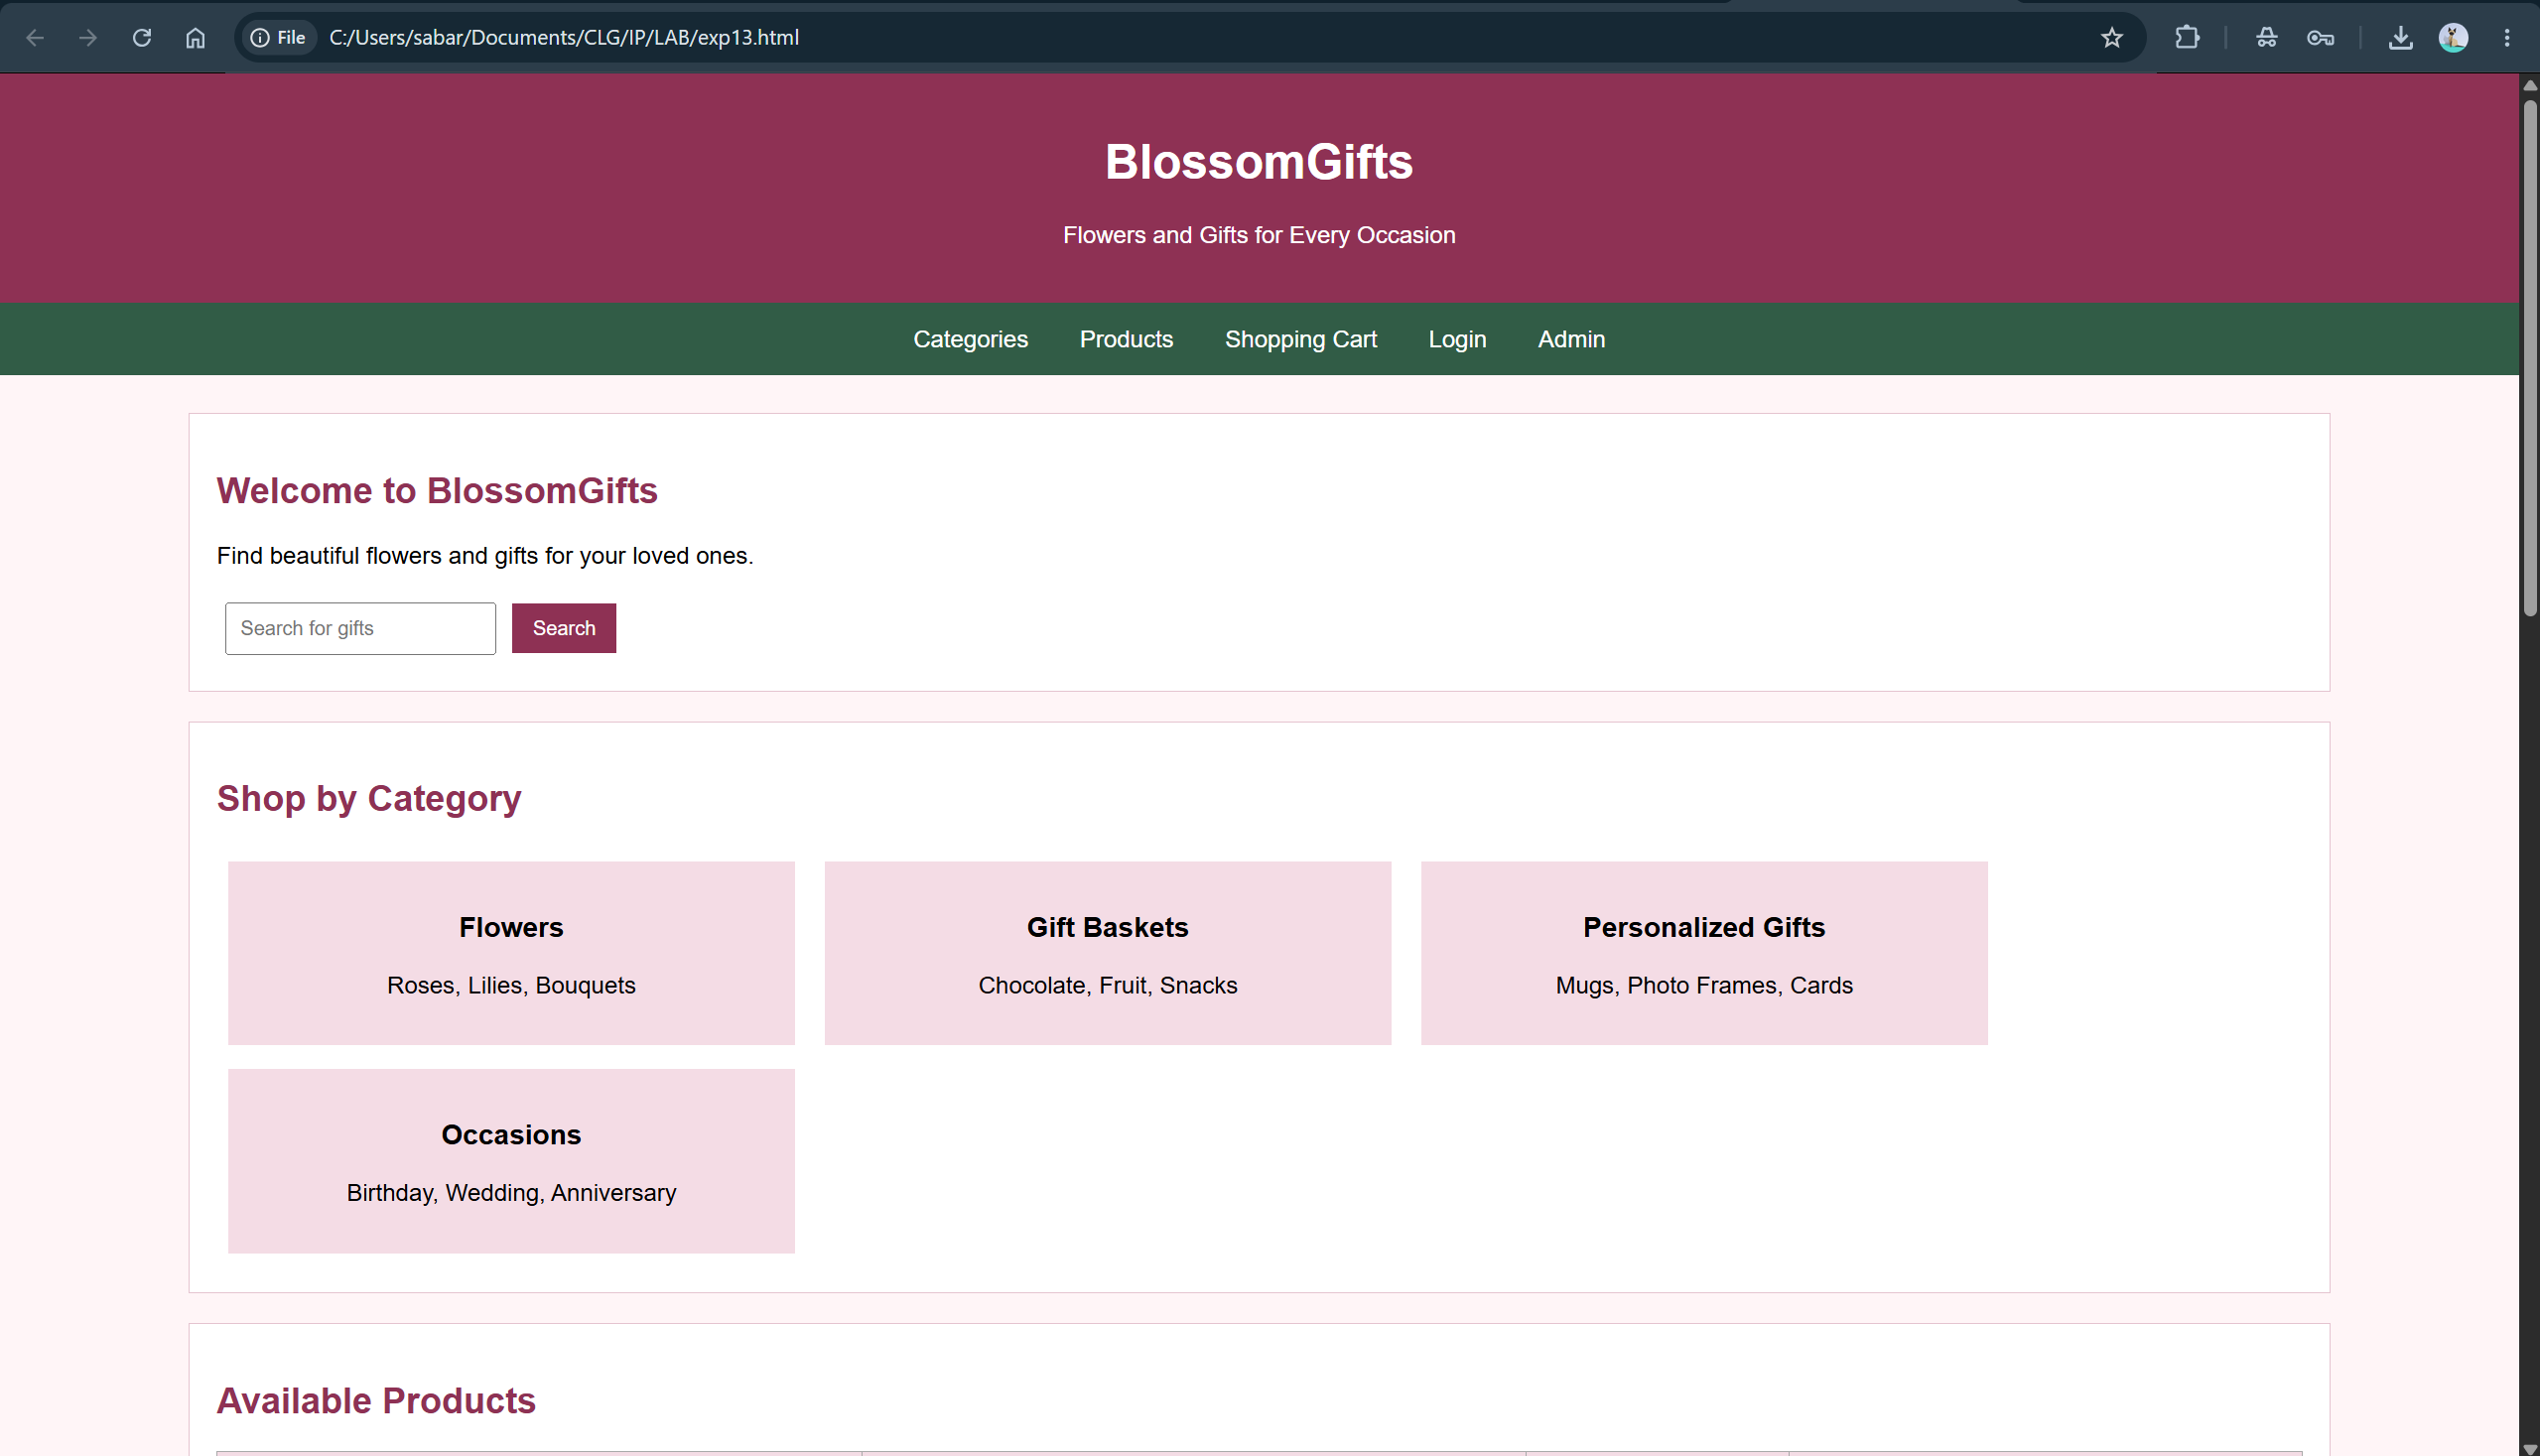 File C:/Users/sabar/Documents/CLG/IP/LAB/exp13.html
BlossomGifts
Flowers and Gifts for Every Occasion
Categories Products Shopping Cart Login Admin
Welcome to BlossomGifts
Find beautiful flowers and gifts for your loved ones.
Search for gifts Search
Shop by Category
Flowers
Roses, Lilies, Bouquets
Gift Baskets
Chocolate, Fruit, Snacks
Personalized Gifts
Mugs, Photo Frames, Cards
Occasions
Birthday, Wedding, Anniversary
Available Products